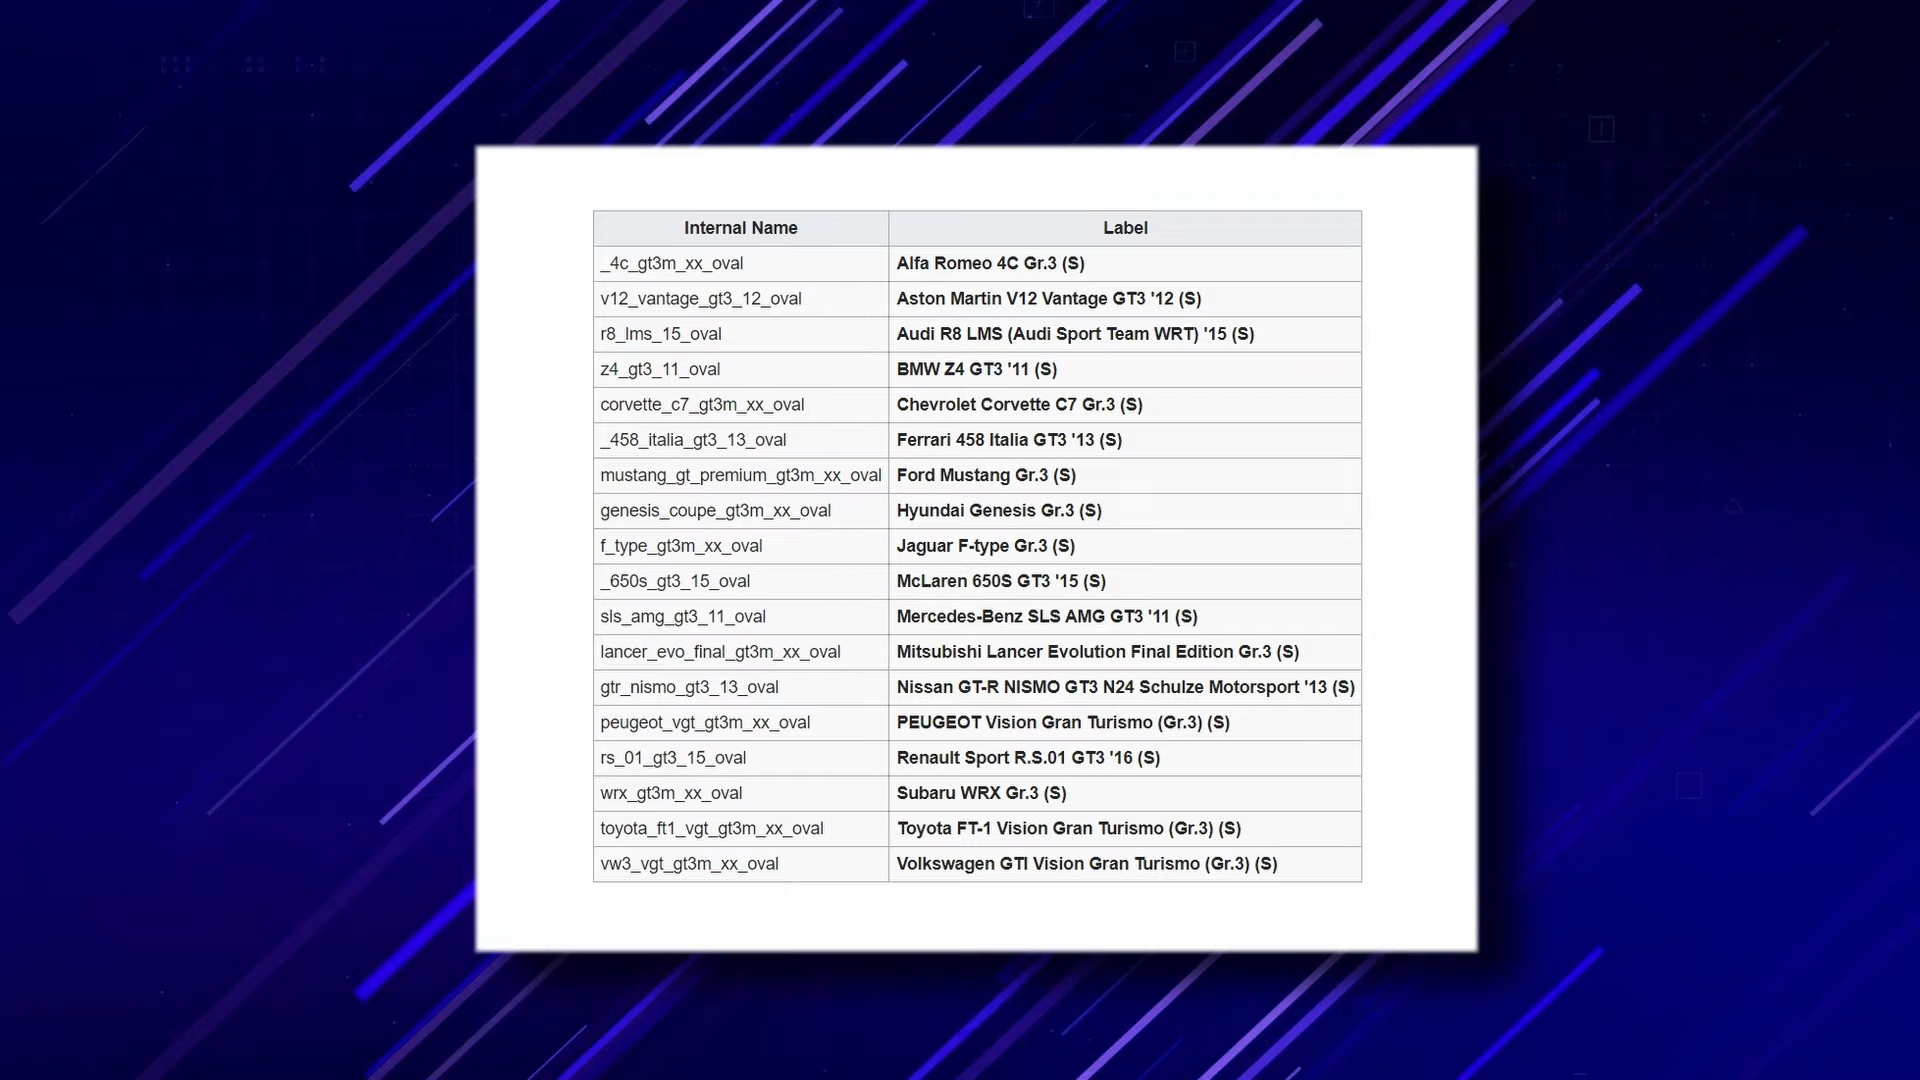 Internal Name Label
_4c_gt3m_xx_oval Alfa Romeo 4C Gr.3 (S)
v12_vantage_gt3_12_oval Aston Martin V12 Vantage GT3 '12 (S)
r8_lms_15_oval Audi R8 LMS (Audi Sport Team WRT) '15 (S)
z4_gt3_11_oval BMW Z4 GT3 '11 (S)
corvette_c7_gt3m_xx_oval Chevrolet Corvette C7 Gr.3 (S)
_458_italia_gt3_13_oval Ferrari 458 Italia GT3 '13 (S)
mustang_gt_premium_gt3m_xx_oval Ford Mustang Gr.3 (S)
genesis_coupe_gt3m_xx_oval Hyundai Genesis Gr.3 (S)
f_type_gt3m_xx_oval Jaguar F-type Gr.3 (S)
_650s_gt3_15_oval McLaren 650S GT3 '15 (S)
sls_amg_gt3_11_oval Mercedes-Benz SLS AMG GT3 '11 (S)
lancer_evo_final_gt3m_xx_oval Mitsubishi Lancer Evolution Final Edition Gr.3 (S)
gtr_nismo_gt3_13_oval Nissan GT-R NISMO GT3 N24 Schulze Motorsport '13 (S)
peugeot_vgt_gt3m_xx_oval PEUGEOT Vision Gran Turismo (Gr.3) (S)
rs_01_gt3_15_oval Renault Sport R.S.01 GT3 '16 (S)
wrx_gt3m_xx_oval Subaru WRX Gr.3 (S)
toyota_ft1_vgt_gt3m_xx_oval Toyota FT-1 Vision Gran Turismo (Gr.3) (S)
vw3_vgt_gt3m_xx_oval Volkswagen GTI Vision Gran Turismo (Gr.3) (S)